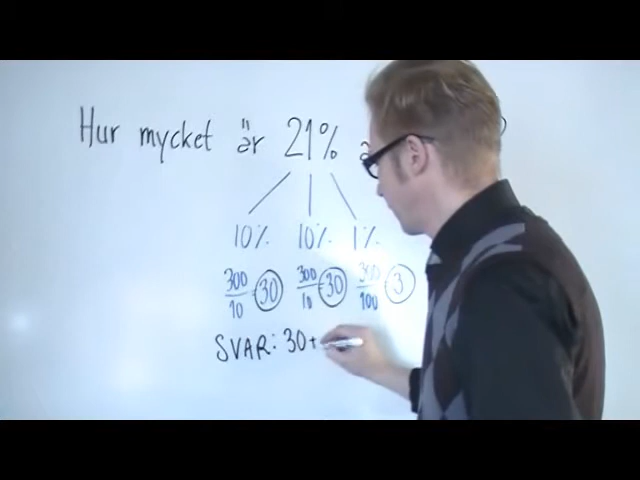 Hur mycket är 21% a
10% 10% 1%
300/10 30 300/10 30 300/100 3
SVAR: 30+